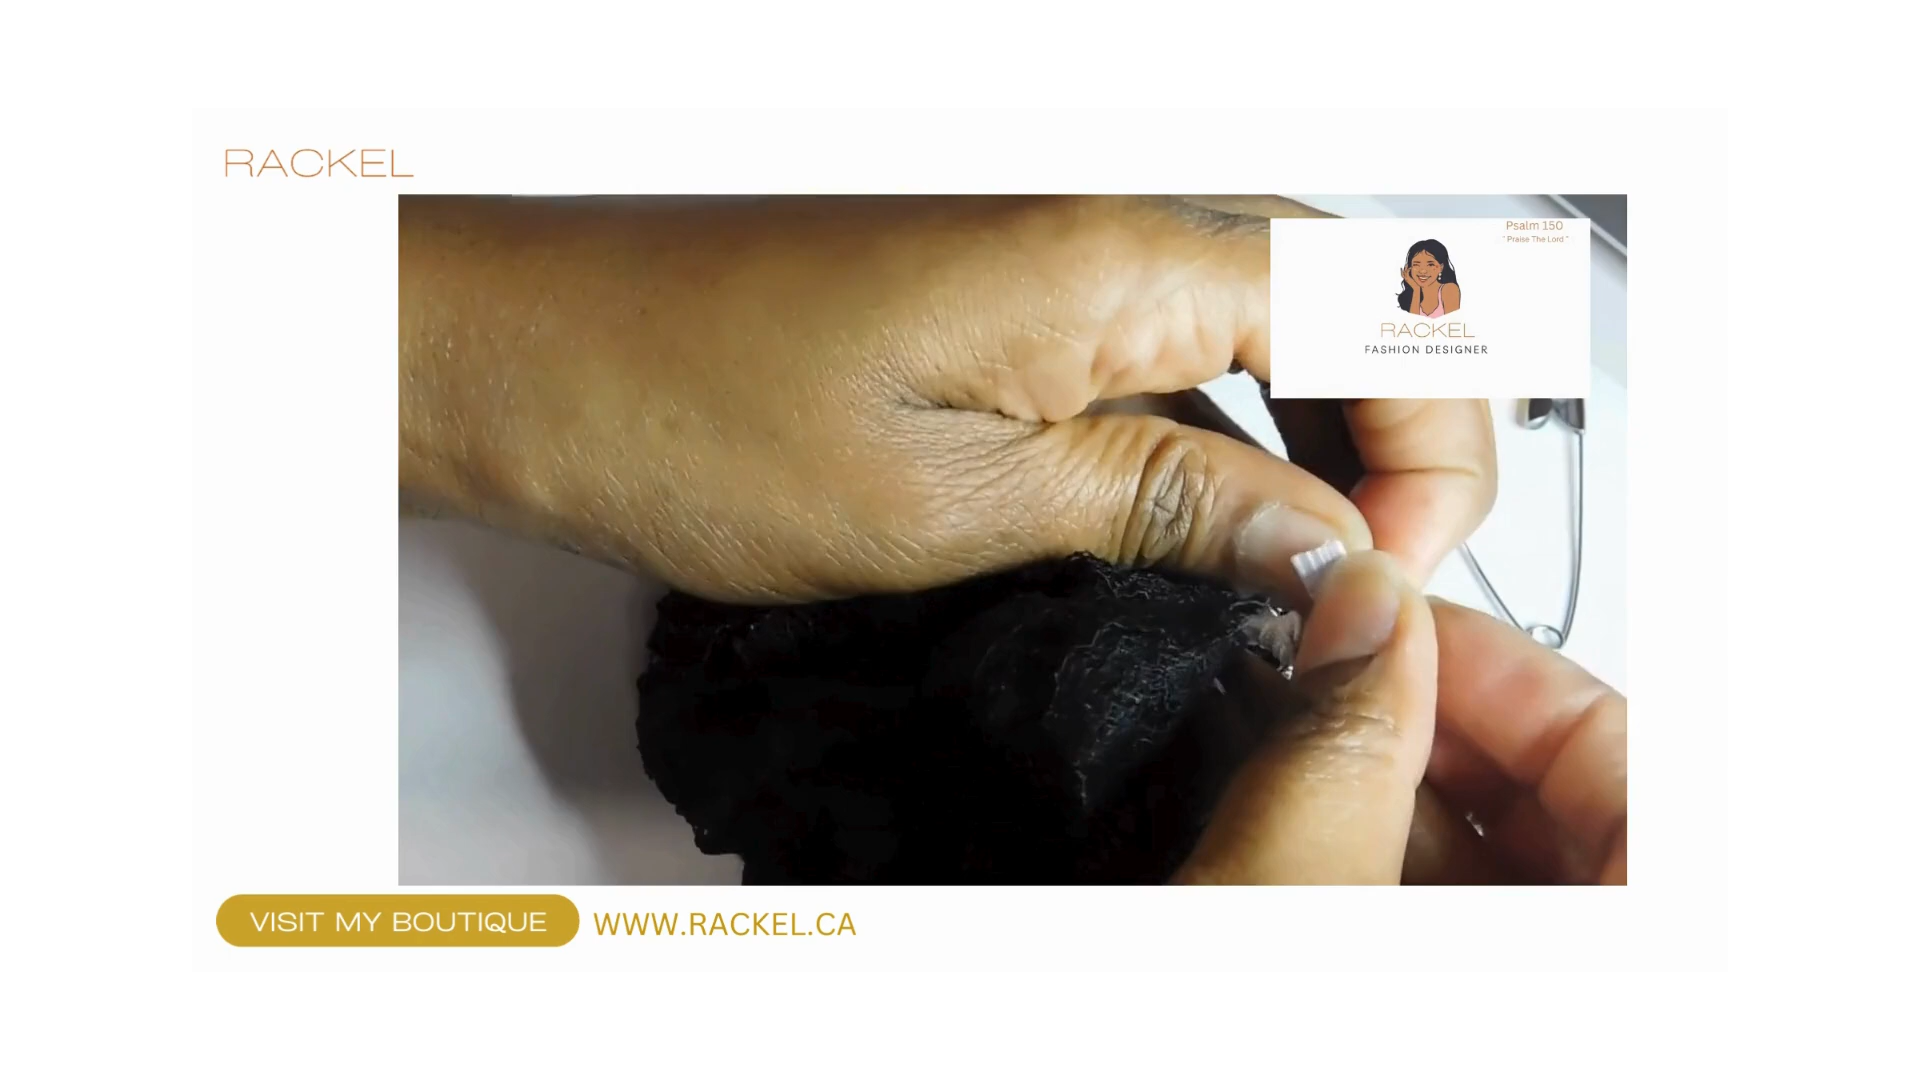 RACKEL
Psalm 150
" Praise The Lord "
RACKEL
FASHION DESIGNER
VISIT MY BOUTIQUE
WWW.RACKEL.CA